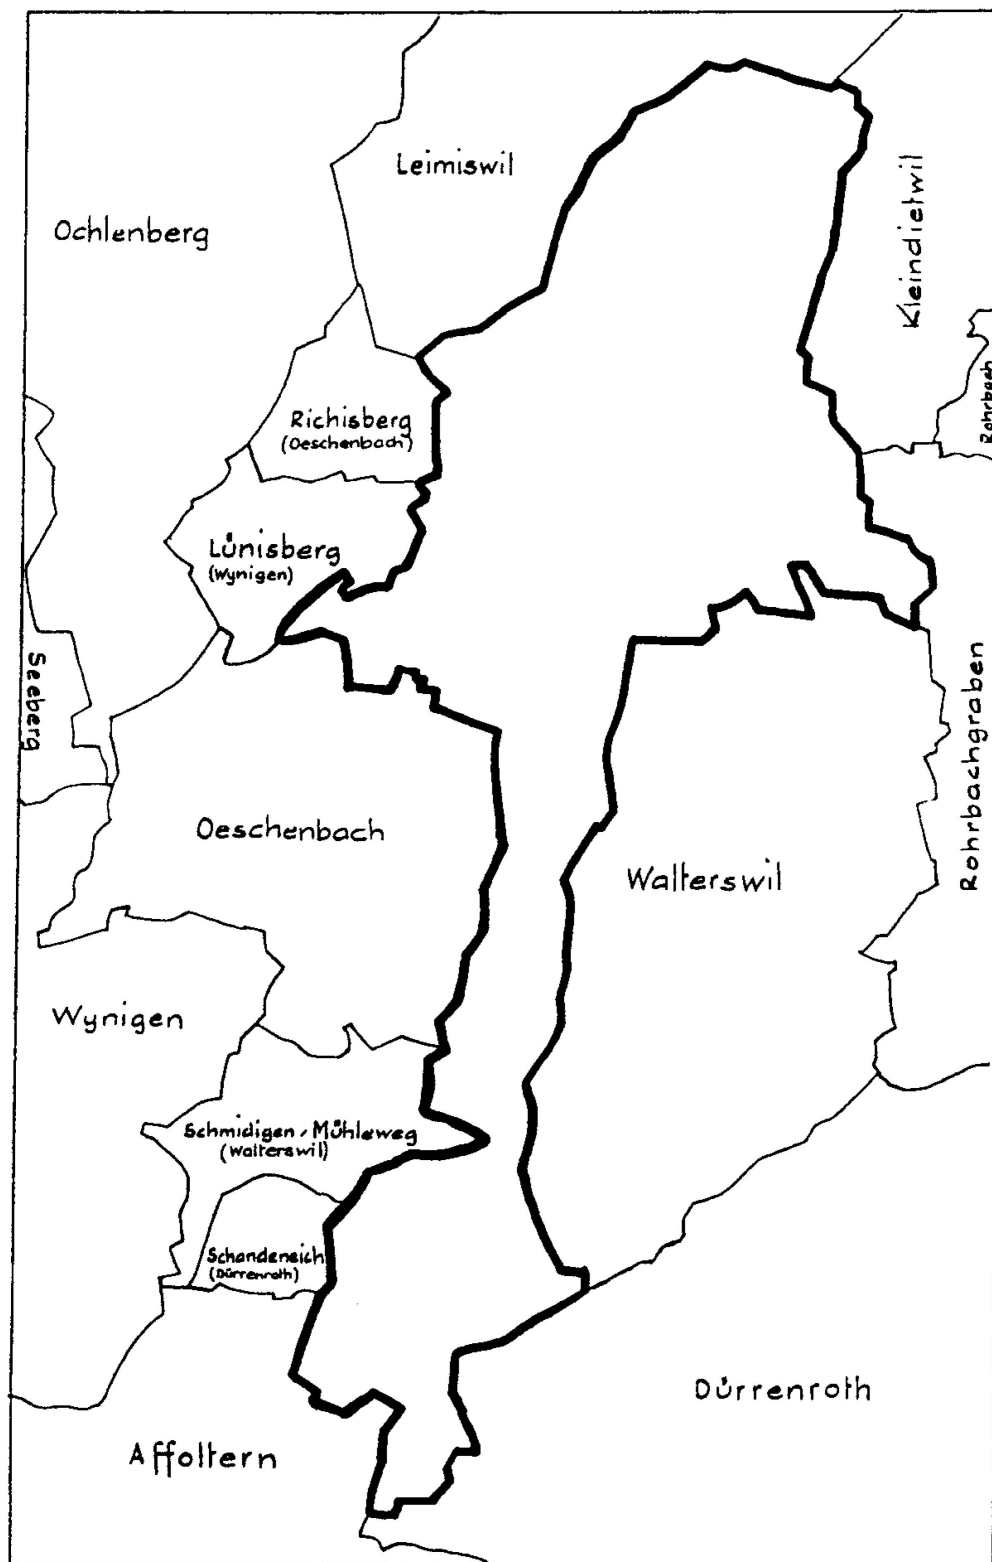 Leimiswil
Ochlenberg
Kleindietwil
Rohrbach
Richisberg
(Oeschenbach)
Lünisberg
(Wynigen)
Seeberg
Rohrbachgraben
Oeschenbach
Walterswil
Wynigen
Schmidigen-Mühleweg
(Walterswil)
Schandeneich
(Dürrenroth)
Dürrenroth
Affoltern